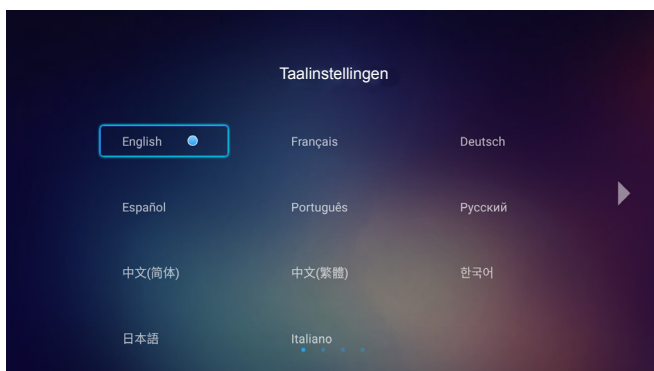 Taalinstellingen
English Français Deutsch
Español Português Русский
中文(简体) 中文(繁體) 한국어
日本語 Italiano